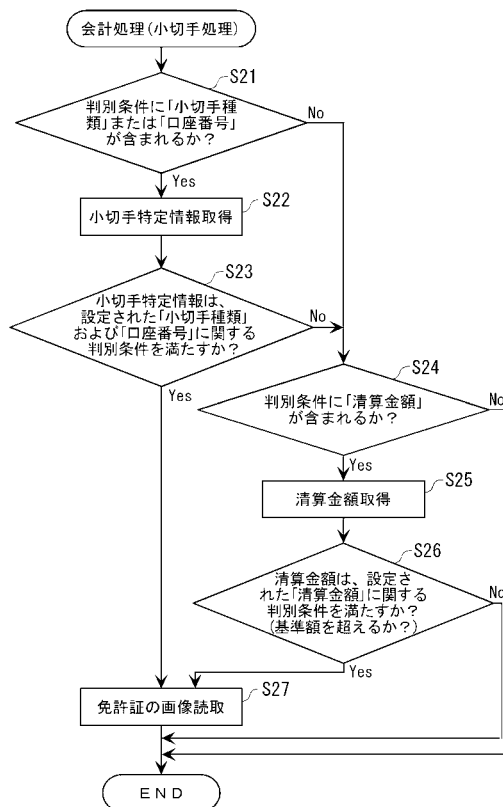 会計処理(小切手処理)
S21
判別条件に｢小切手種
類｣または｢口座番号｣
が含まれるか？
No
Yes
S22
小切手特定情報取得
S23
小切手特定情報は、
設定された｢小切手種類｣
および｢口座番号｣に関する
判別条件を満たすか？
No
Yes
S24
判別条件に｢清算金額｣
が含まれるか？
No
Yes
S25
清算金額取得
S26
清算金額は、設定さ
れた｢清算金額｣に関する
判別条件を満たすか？
(基準額を超えるか？)
No
Yes
S27
免許証の画像読取
END